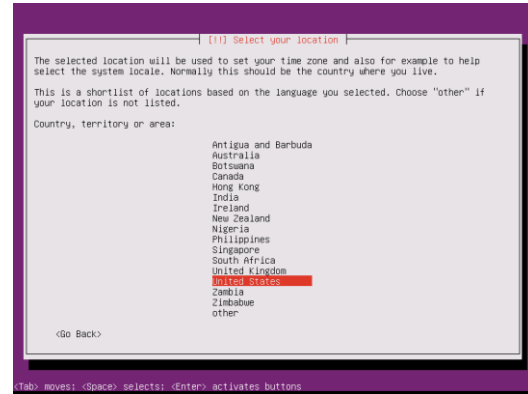 [!!] Select your location
The selected location will be used to set your time zone and also for example to help
select the system locale. Normally this should be the country where you live.
This is a shortlist of locations based on the language you selected. Choose "other" if
your location is not listed.
Country, territory or area:
Antigua and Barbuda
Australia
Botswana
Canada
Hong Kong
India
Ireland
New Zealand
Nigeria
Philippines
Singapore
South Africa
United Kingdom
United States
Zambia
Zimbabwe
other
<Go Back>
<Tab> moves; <Space> selects; <Enter> activates buttons